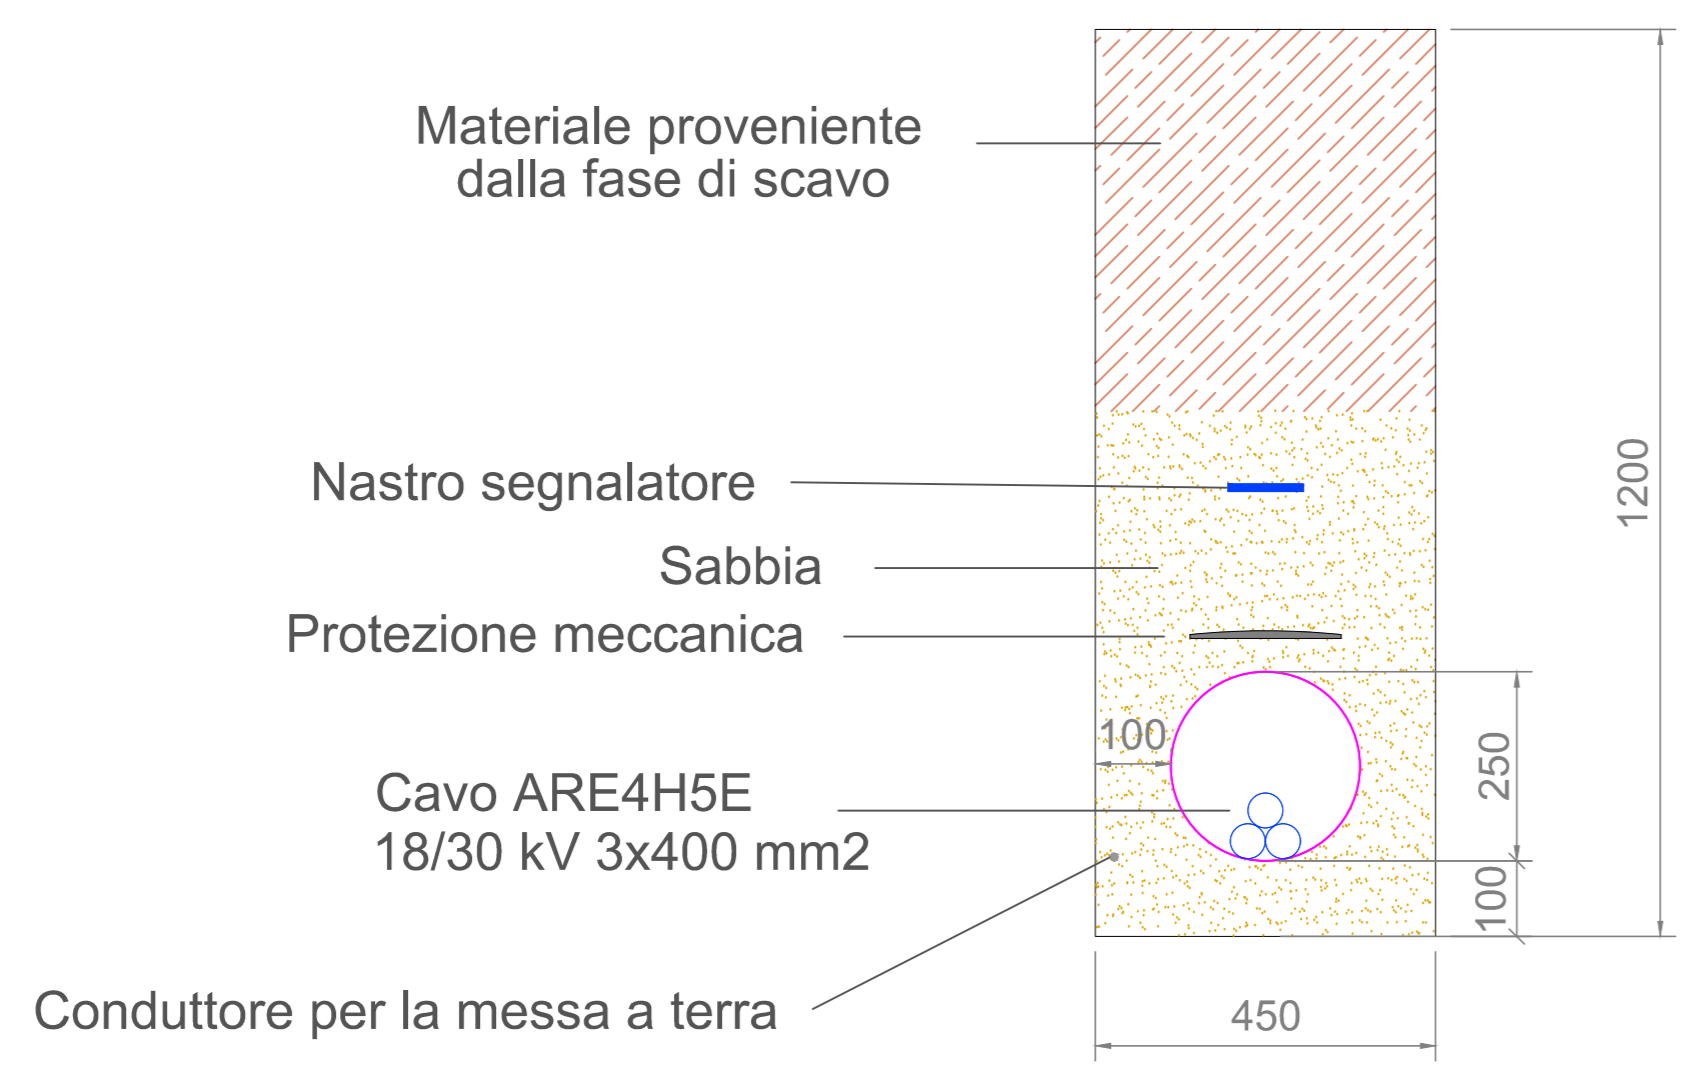 Materiale proveniente
dalla fase di scavo
Nastro segnalatore
Sabbia
Protezione meccanica
Cavo ARE4H5E
18/30 kV 3x400 mm2
Conduttore per la messa a terra
100
250
100
1200
450